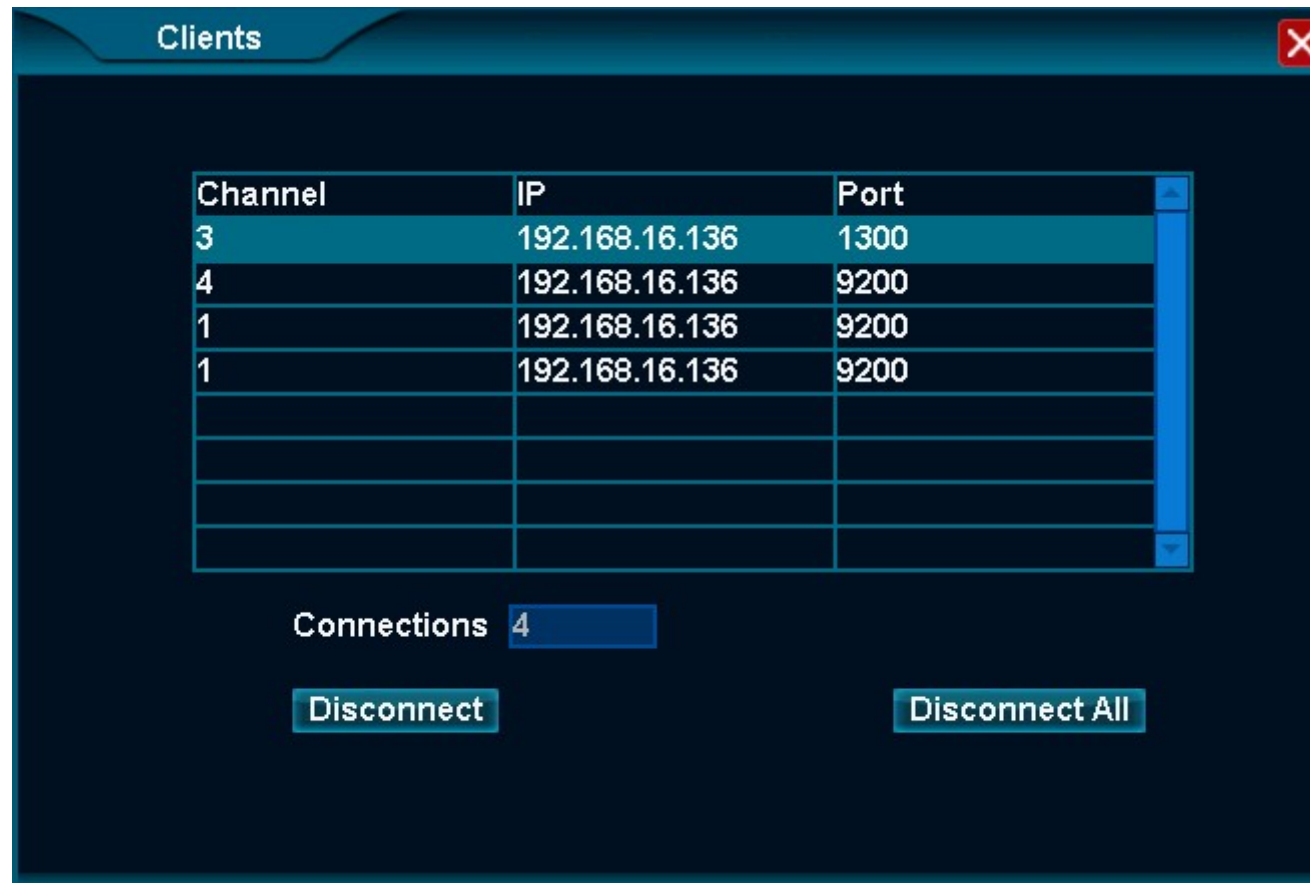 Clients
Channel IP Port
3 192.168.16.136 1300
4 192.168.16.136 9200
1 192.168.16.136 9200
1 192.168.16.136 9200
Connections 4
Disconnect Disconnect All